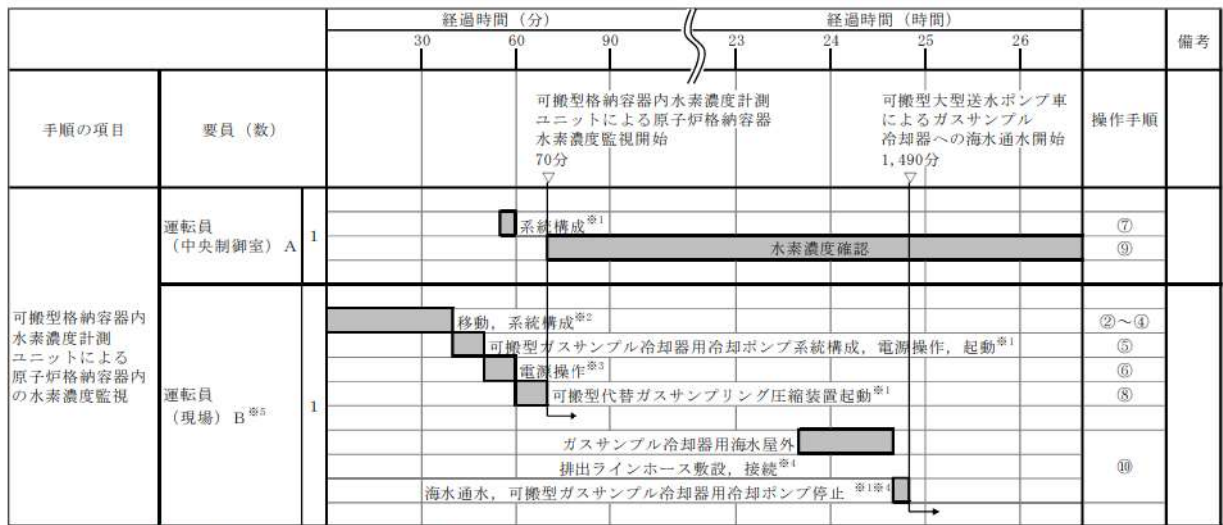 経過時間（分）
経過時間（時間）
備考
30
60
90
23
24
25
26
手順の項目
要員（数）
操作手順
可搬型格納容器内水素濃度計測
ユニットによる原子炉格納容器
水素濃度監視開始
70分
▽
可搬型大型送水ポンプ車
によるガスサンプル
冷却器への海水通水開始
1,490分
▽
可搬型格納容器内
水素濃度計測
ユニットによる
原子炉格納容器内
の水素濃度監視
運転員
（中央制御室）A
1
系統構成※1
⑦
水素濃度確認
⑨
運転員
（現場）B※5
1
移動，系統構成※2
②～④
可搬型ガスサンプル冷却器用冷却ポンプ系統構成，電源操作，起動※1
⑤
電源操作※3
⑥
可搬型代替ガスサンプリング圧縮装置起動※1
⑧
ガスサンプル冷却器用海水屋外
排出ラインホース敷設，接続※4
⑩
海水通水，可搬型ガスサンプル冷却器用冷却ポンプ停止 ※1※4